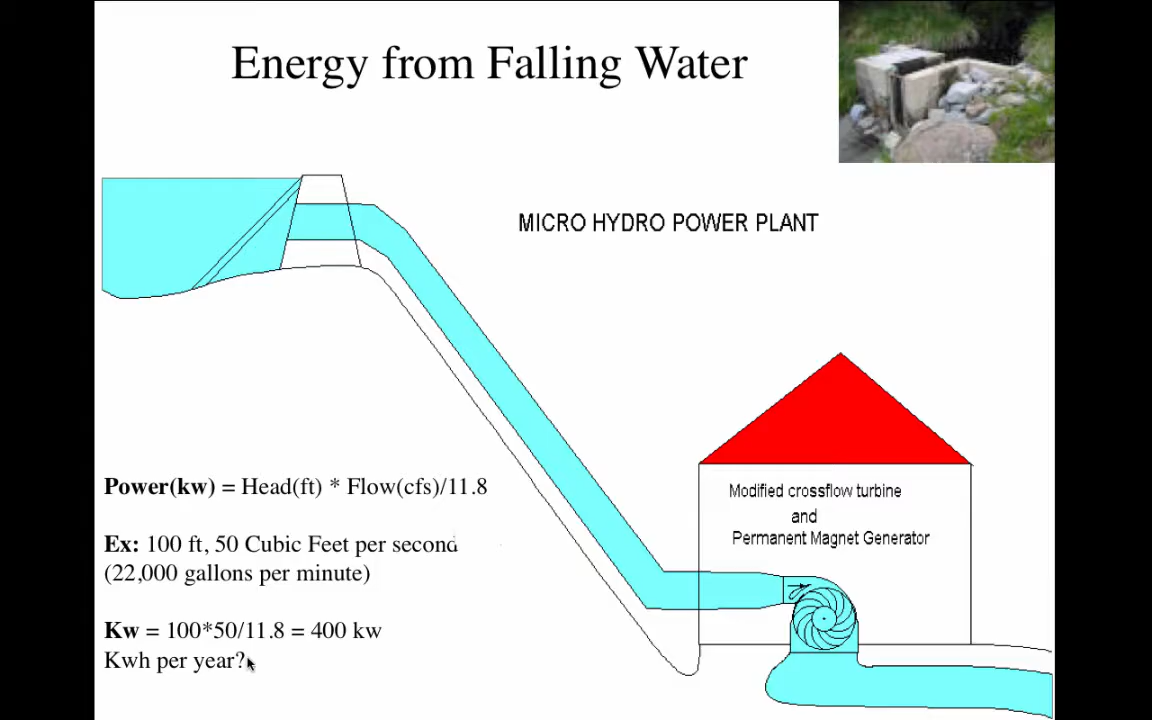 Energy from Falling Water
MICRO HYDRO POWER PLANT
Power(kw) = Head(ft) * Flow(cfs)/11.8
Ex: 100 ft, 50 Cubic Feet per second
(22,000 gallons per minute)
Kw = 100*50/11.8 = 400 kw
Kwh per year?
Modified crossflow turbine
and
Permanent Magnet Generator